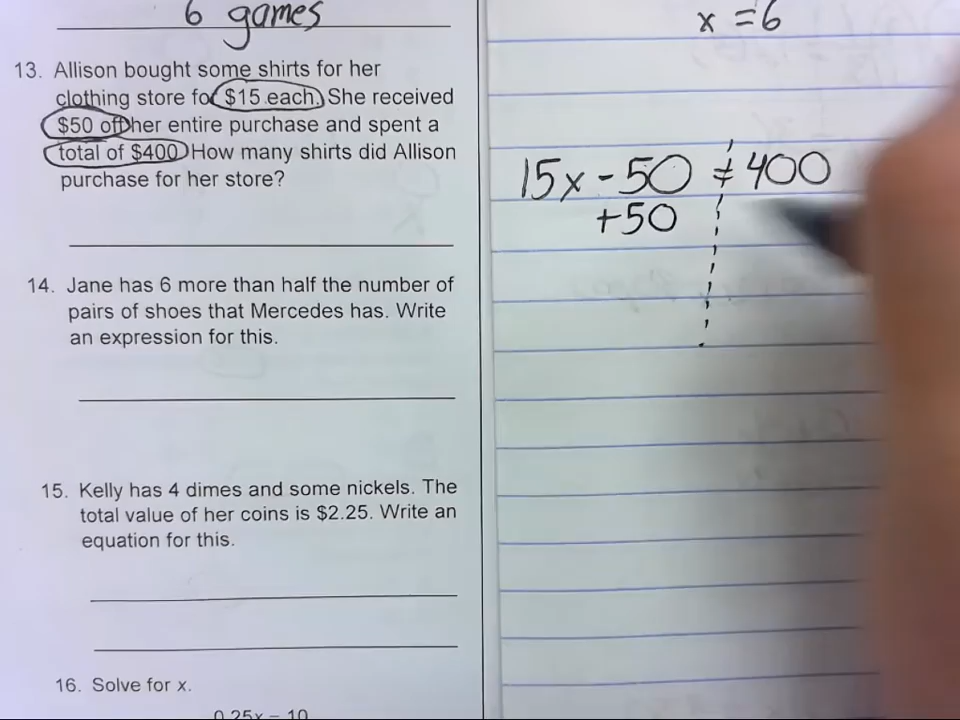 6 games
13. Allison bought some shirts for her
clothing store for $15 each. She received
$50 off her entire purchase and spent a
total of $400. How many shirts did Allison
purchase for her store?
14. Jane has 6 more than half the number of
pairs of shoes that Mercedes has. Write
an expression for this.
15. Kelly has 4 dimes and some nickels. The
total value of her coins is $2.25. Write an
equation for this.
16. Solve for x.
0.25x - 10
x = 6
15x - 50 = 400
+50